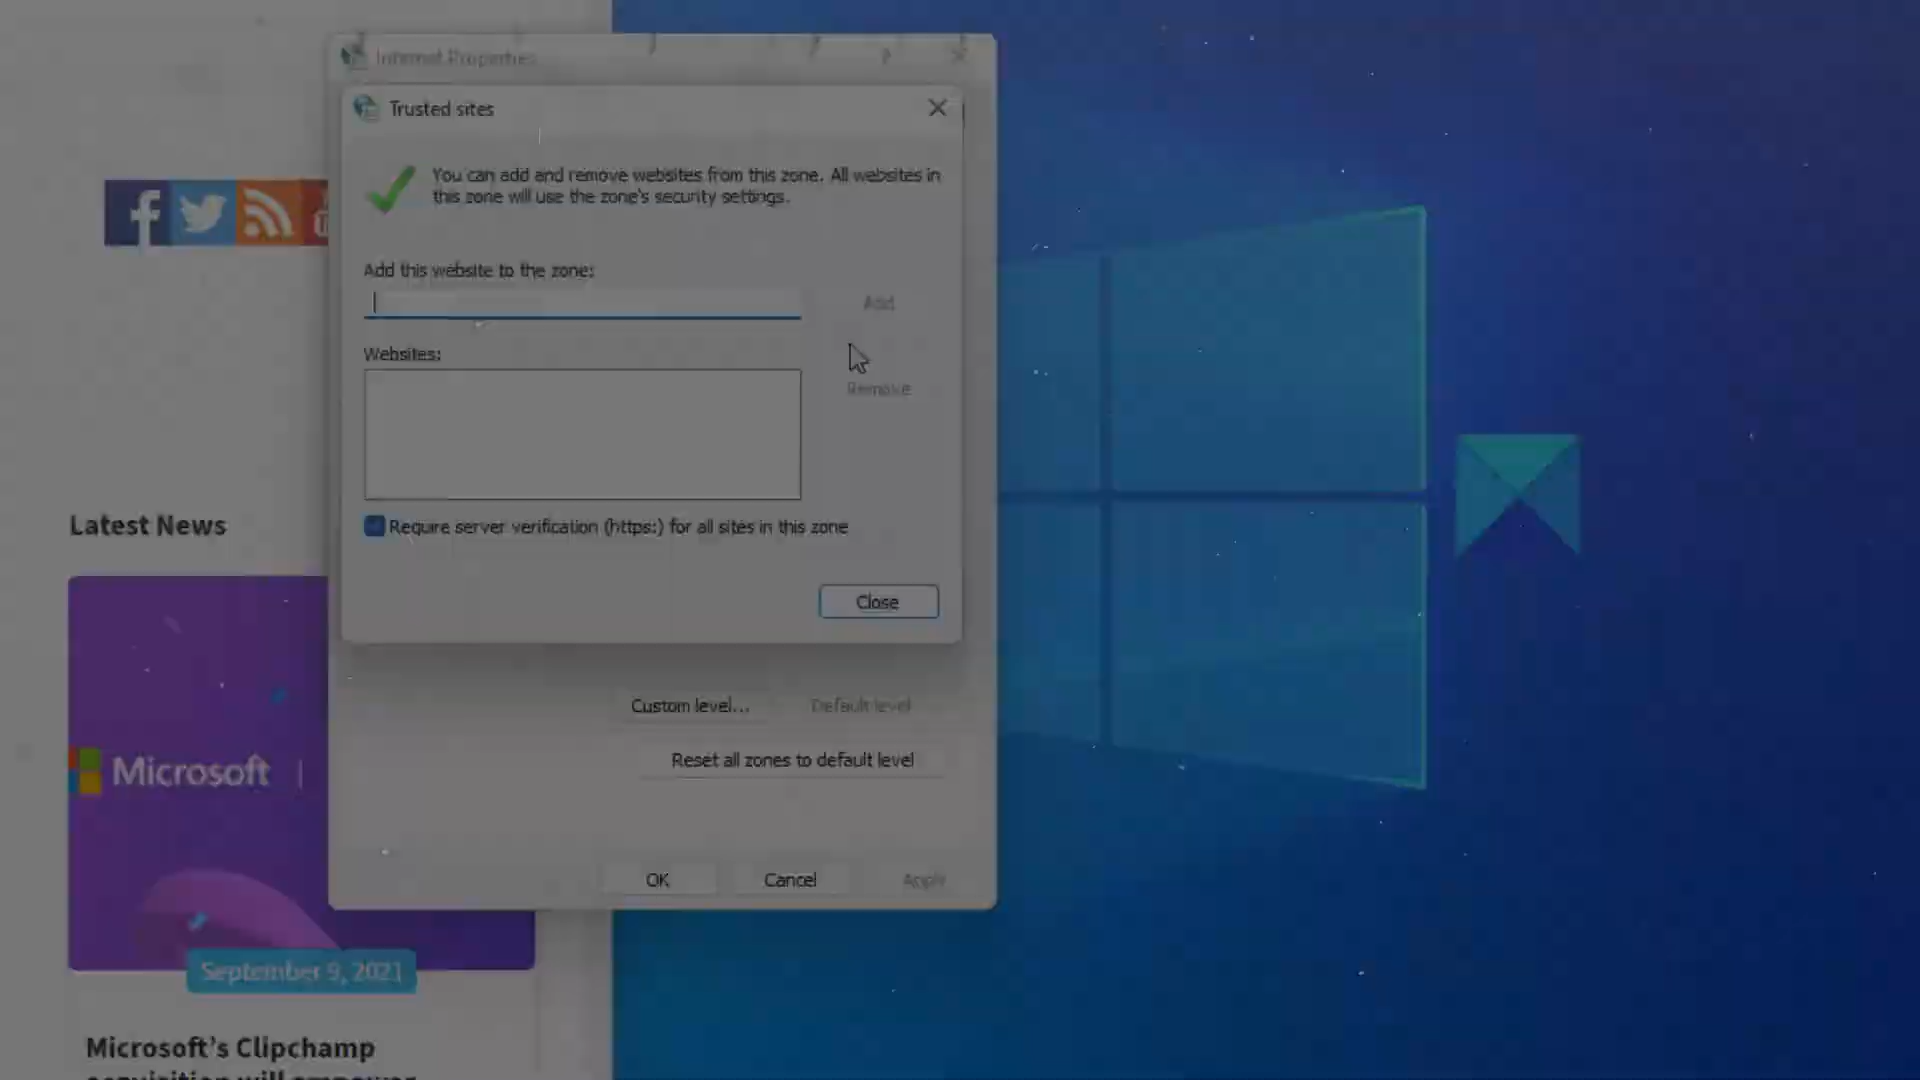 Internet Properties
Trusted sites
You can add and remove websites from this zone. All websites in
this zone will use the zone's security settings.
Add this website to the zone:
Add
Websites:
Remove
Require server verification (https:) for all sites in this zone
Close
Custom level...
Default level
Reset all zones to default level
OK
Cancel
Apply
Latest News
Microsoft
September 9, 2021
Microsoft's Clipchamp
acquisition will empower